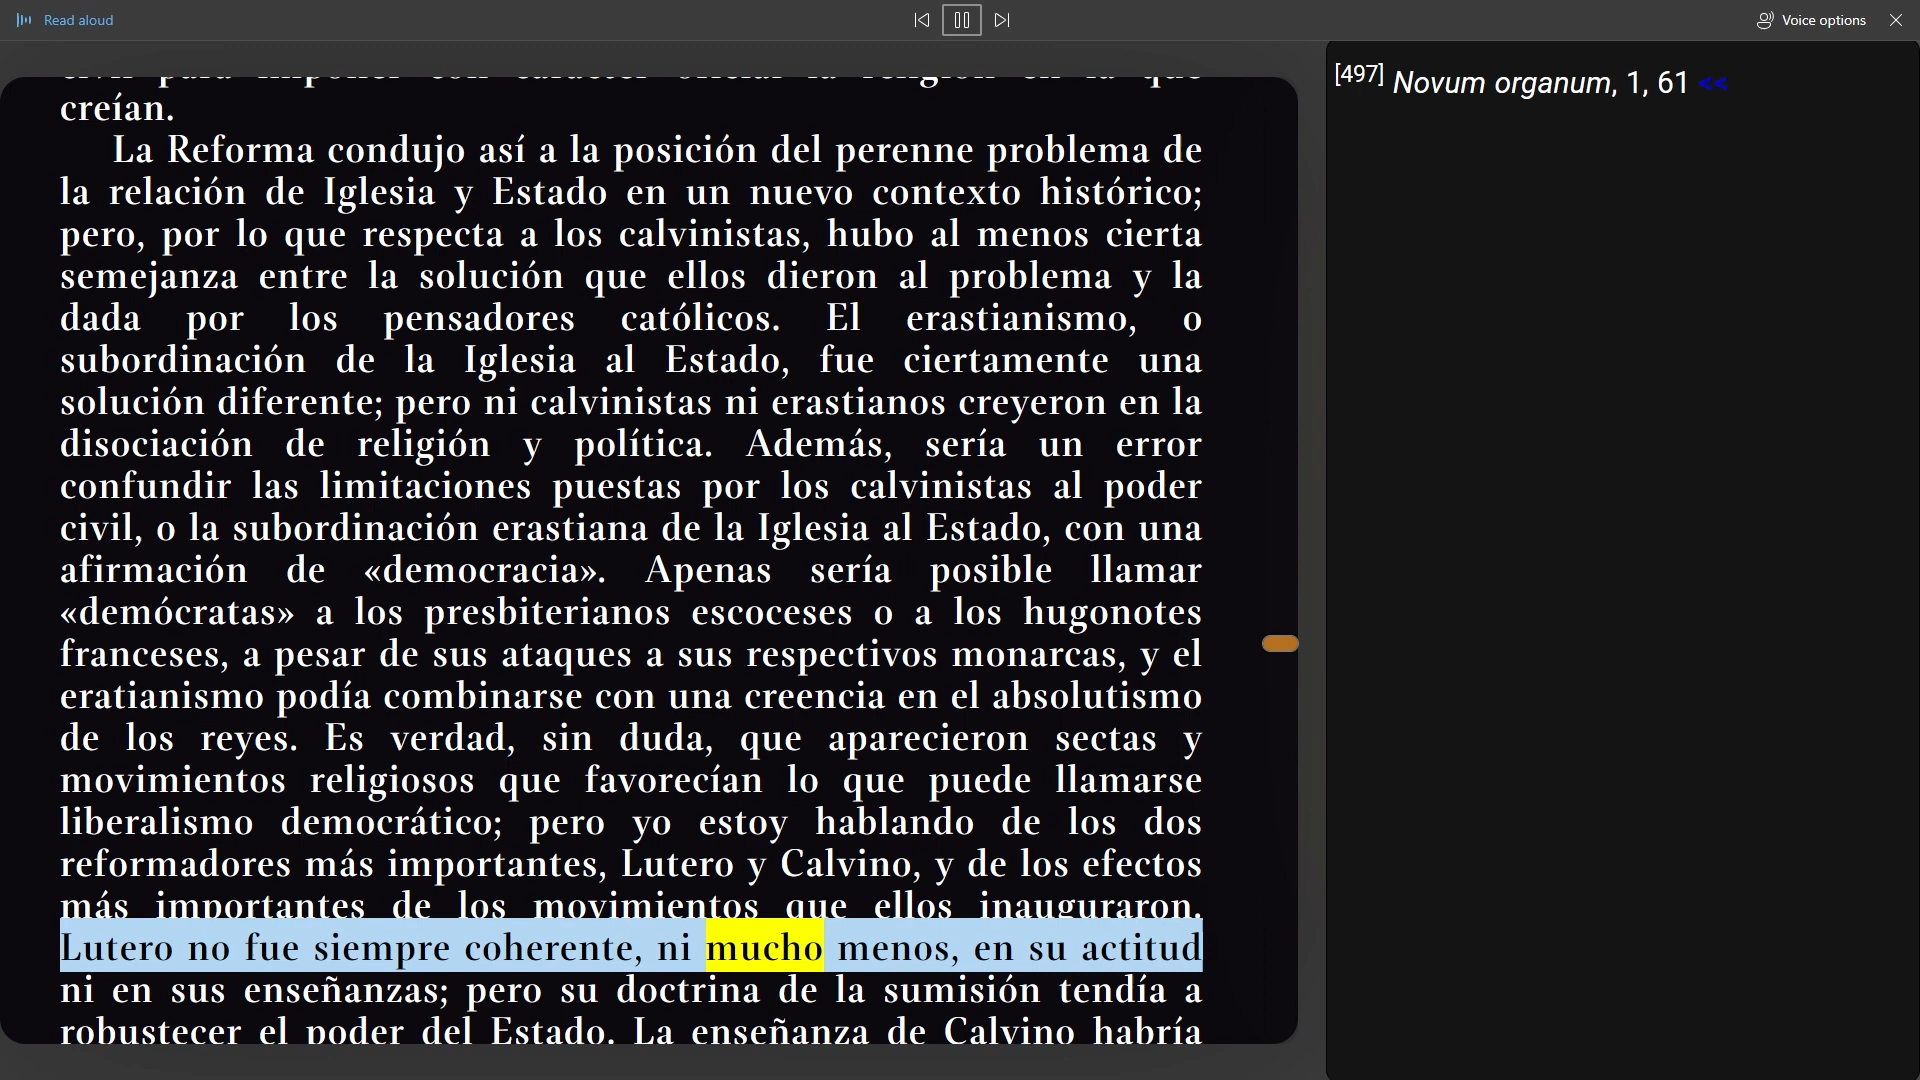 Read aloud
Voice options
creían.
La Reforma condujo así a la posición del perenne problema de
la relación de Iglesia y Estado en un nuevo contexto histórico;
pero, por lo que respecta a los calvinistas, hubo al menos cierta
semejanza entre la solución que ellos dieron al problema y la
dada por los pensadores católicos. El erastianismo, o
subordinación de la Iglesia al Estado, fue ciertamente una
solución diferente; pero ni calvinistas ni erastianos creyeron en la
disociación de religión y política. Además, sería un error
confundir las limitaciones puestas por los calvinistas al poder
civil, o la subordinación erastiana de la Iglesia al Estado, con una
afirmación de «democracia». Apenas sería posible llamar
«demócratas» a los presbiterianos escoceses o a los hugonotes
franceses, a pesar de sus ataques a sus respectivos monarcas, y el
eratianismo podía combinarse con una creencia en el absolutismo
de los reyes. Es verdad, sin duda, que aparecieron sectas y
movimientos religiosos que favorecían lo que puede llamarse
liberalismo democrático; pero yo estoy hablando de los dos
reformadores más importantes, Lutero y Calvino, y de los efectos
más importantes de los movimientos que ellos inauguraron.
Lutero no fue siempre coherente, ni mucho menos, en su actitud
ni en sus enseñanzas; pero su doctrina de la sumisión tendía a
robustecer el poder del Estado. La enseñanza de Calvino habría
[497] Novum organum, 1, 61 <<